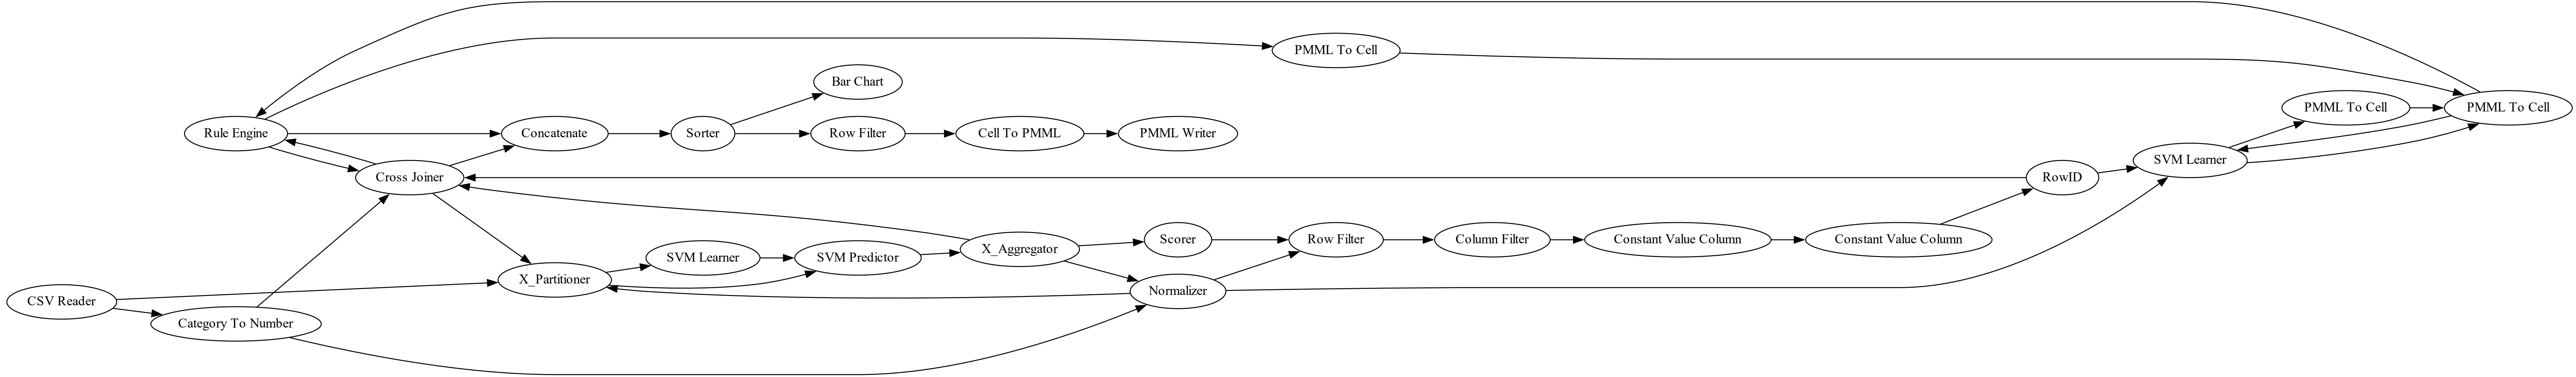 PMML To Cell
Bar Chart
Rule Engine
Concatenate
Sorter
Row Filter
Cell To PMML
PMML Writer
PMML To Cell
PMML To Cell
Cross Joiner
RowID
SVM Learner
X_Partitioner
SVM Learner
SVM Predictor
X_Aggregator
Scorer
Row Filter
Column Filter
Constant Value Column
Constant Value Column
CSV Reader
Category To Number
Normalizer